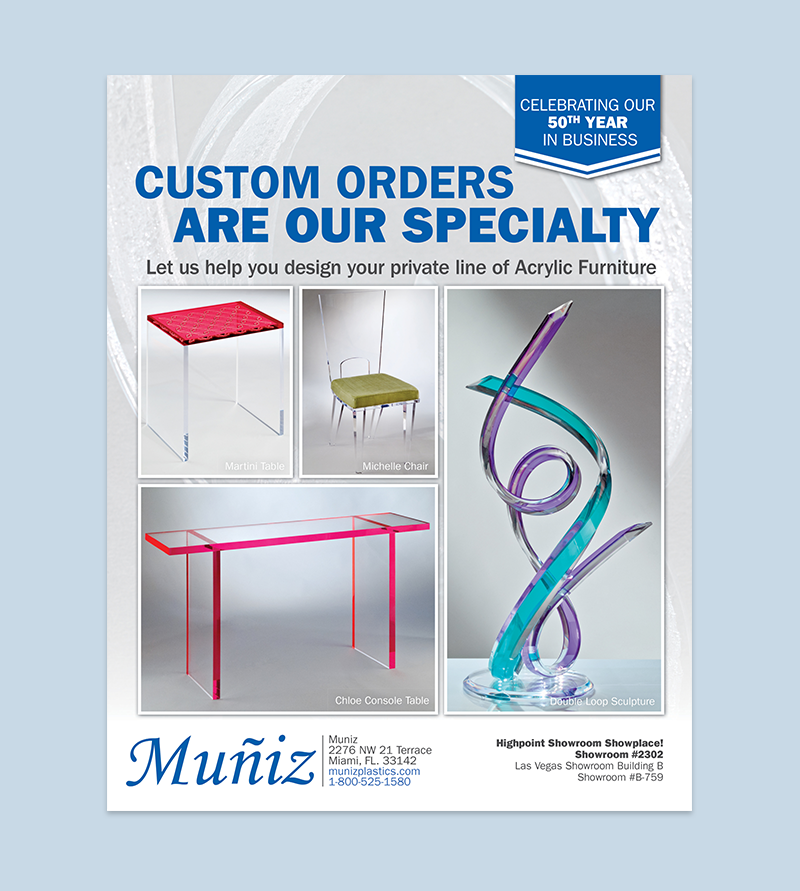 CELEBRATING OUR
50TH YEAR
IN BUSINESS
CUSTOM ORDERS
ARE OUR SPECIALTY
Let us help you design your private line of Acrylic Furniture
Martini Table
Michelle Chair
Chloe Console Table
Double Loop Sculpture
Muñiz
Muniz
2276 NW 21 Terrace
Miami, FL. 33142
munizplastics.com
1-800-525-1580
Highpoint Showroom Showplace!
Showroom #2302
Las Vegas Showroom Building B
Showroom #B-759